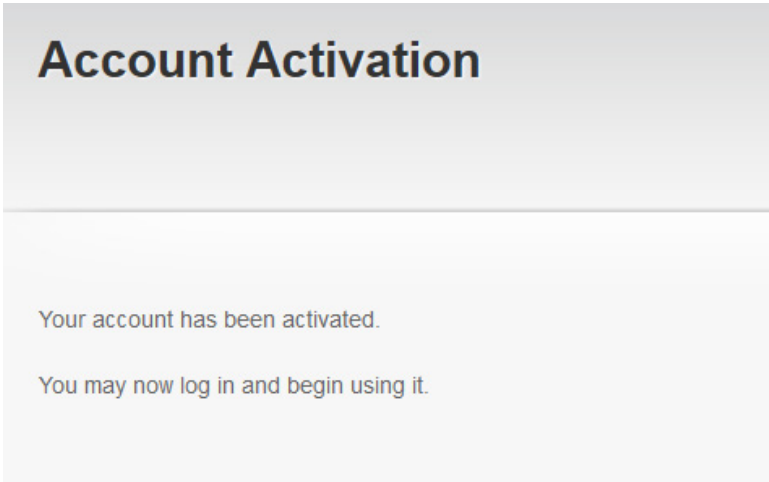 Account Activation
Your account has been activated.
You may now log in and begin using it.